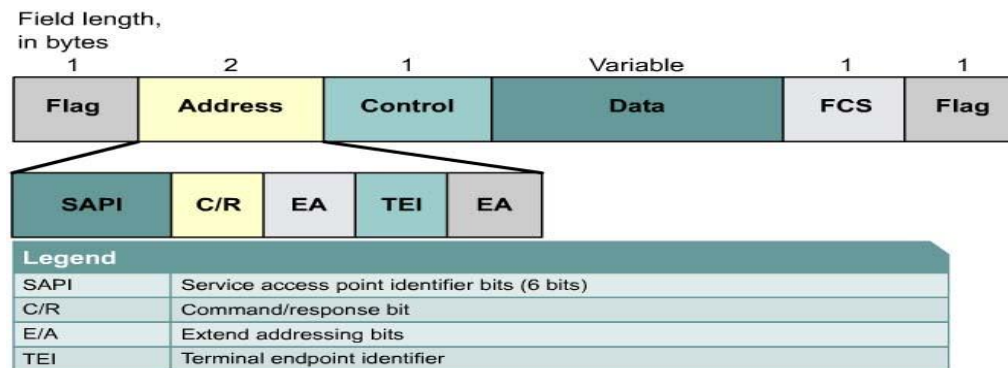 Field length,
in bytes
1 2 1 Variable 1 1
Flag Address Control Data FCS Flag
SAPI C/R EA TEI EA
Legend
SAPI Service access point identifier bits (6 bits)
C/R Command/response bit
E/A Extend addressing bits
TEI Terminal endpoint identifier